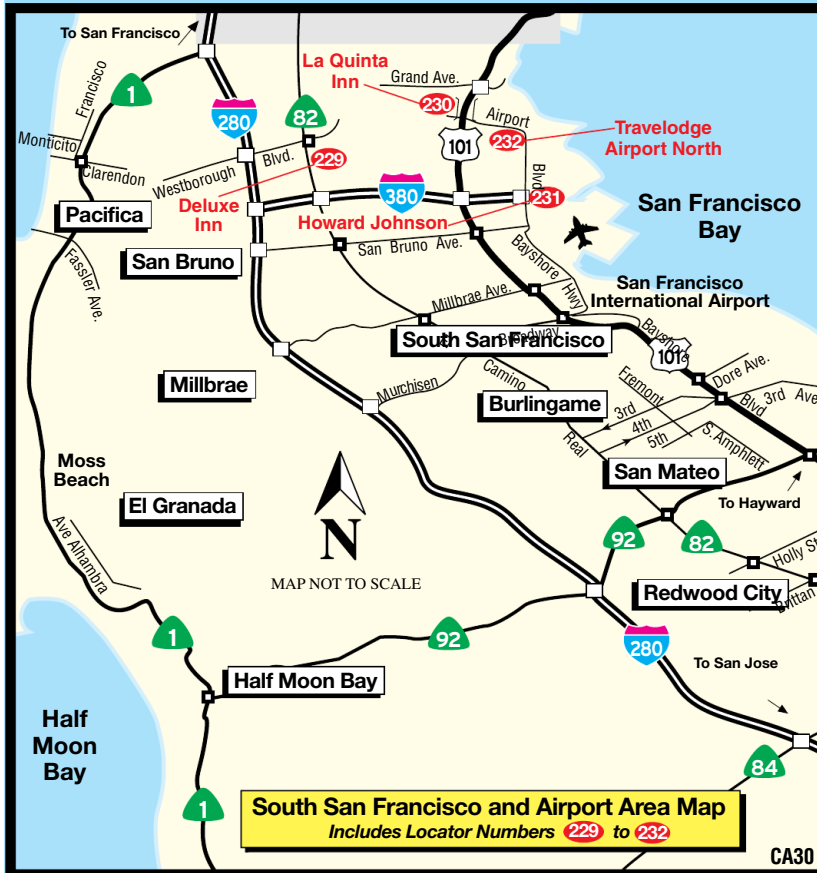 To San Francisco
La Quinta
Inn
Grand Ave.
230
Airport
Blvd
1
Francisco
280
82
101
232
Travelodge
Airport North
Monticito
Clarendon
Westborough Blvd.
229
Deluxe
Inn
380
231
Howard Johnson
Pacifica
San Francisco
Bay
Fassler Ave.
San Bruno
San Bruno Ave.
Bayshore Hwy
San Francisco
International Airport
Millbrae Ave.
South San Francisco
Broadway
Bayshore
Blvd
101
Dore Ave.
Millbrae
Murchisen
Camino
Real
Burlingame
Fremont
3rd
4th
5th
3rd Ave
S. Amphlett
Moss
Beach
San Mateo
El Granada
To Hayward
N
MAP NOT TO SCALE
92
82
Holly St
Ave Alhambra
Redwood City
Brittan
1
92
280
To San Jose
Half Moon Bay
Half
Moon
Bay
84
1
South San Francisco and Airport Area Map
Includes Locator Numbers 229 to 232
CA30